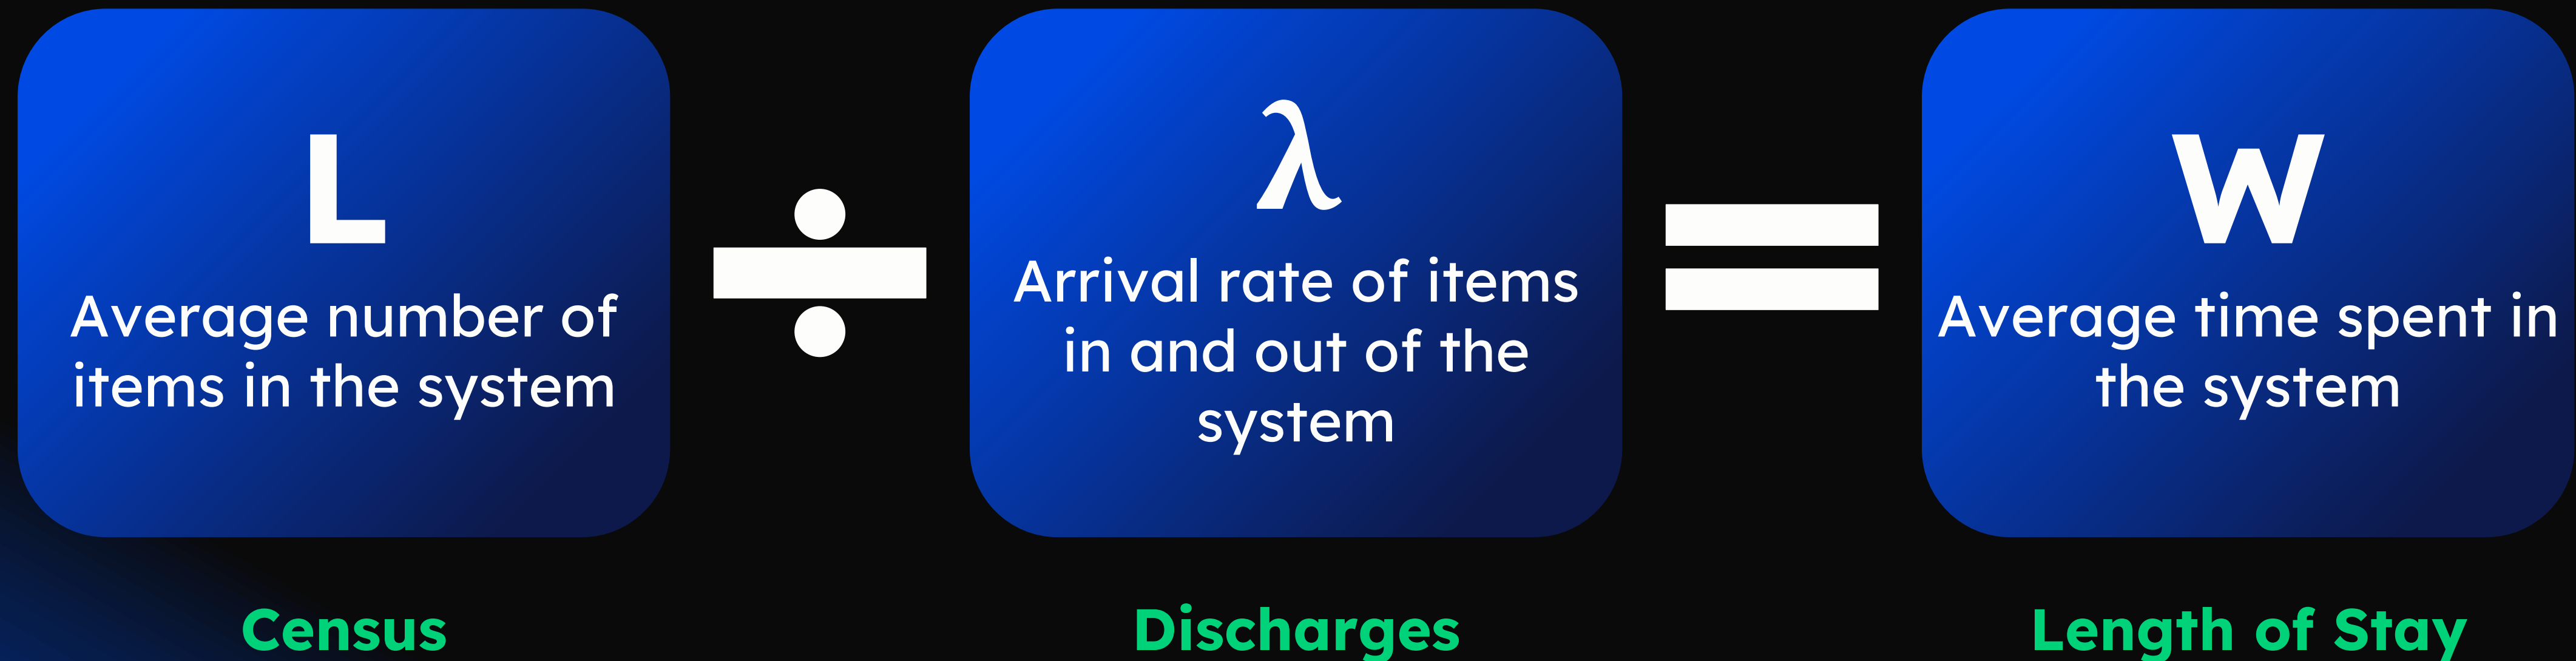 L
Average number of
items in the system
÷
λ
Arrival rate of items
in and out of the
system
=
W
Average time spent in
the system
Census
Discharges
Length of Stay